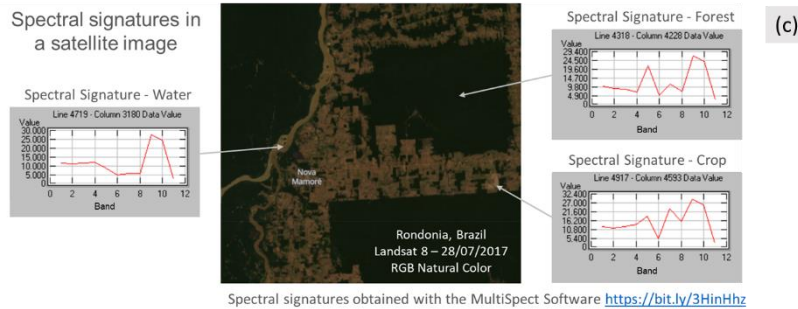 Spectral signatures in
a satellite image
Spectral Signature - Water
Line 4719 - Column 3180 Data Value
Value
30.000
25.000
20.000
15.000
10.000
5.000
0
0 2 4 6 8 10 12
Band
Nova
Mamoré
Rondonia, Brazil
Landsat 8 – 28/07/2017
RGB Natural Color
Spectral Signature - Forest
Line 4318 - Column 4228 Data Value
Value
29.400
24.500
19.600
14.700
9.800
4.900
0
0 2 4 6 8 10 12
Band
Spectral Signature - Crop
Line 4917 - Column 4593 Data Value
Value
32.400
27.000
21.600
16.200
10.800
5.400
0
0 2 4 6 8 10 12
Band
(c)
Spectral signatures obtained with the MultiSpect Software https://bit.ly/3HinHhz